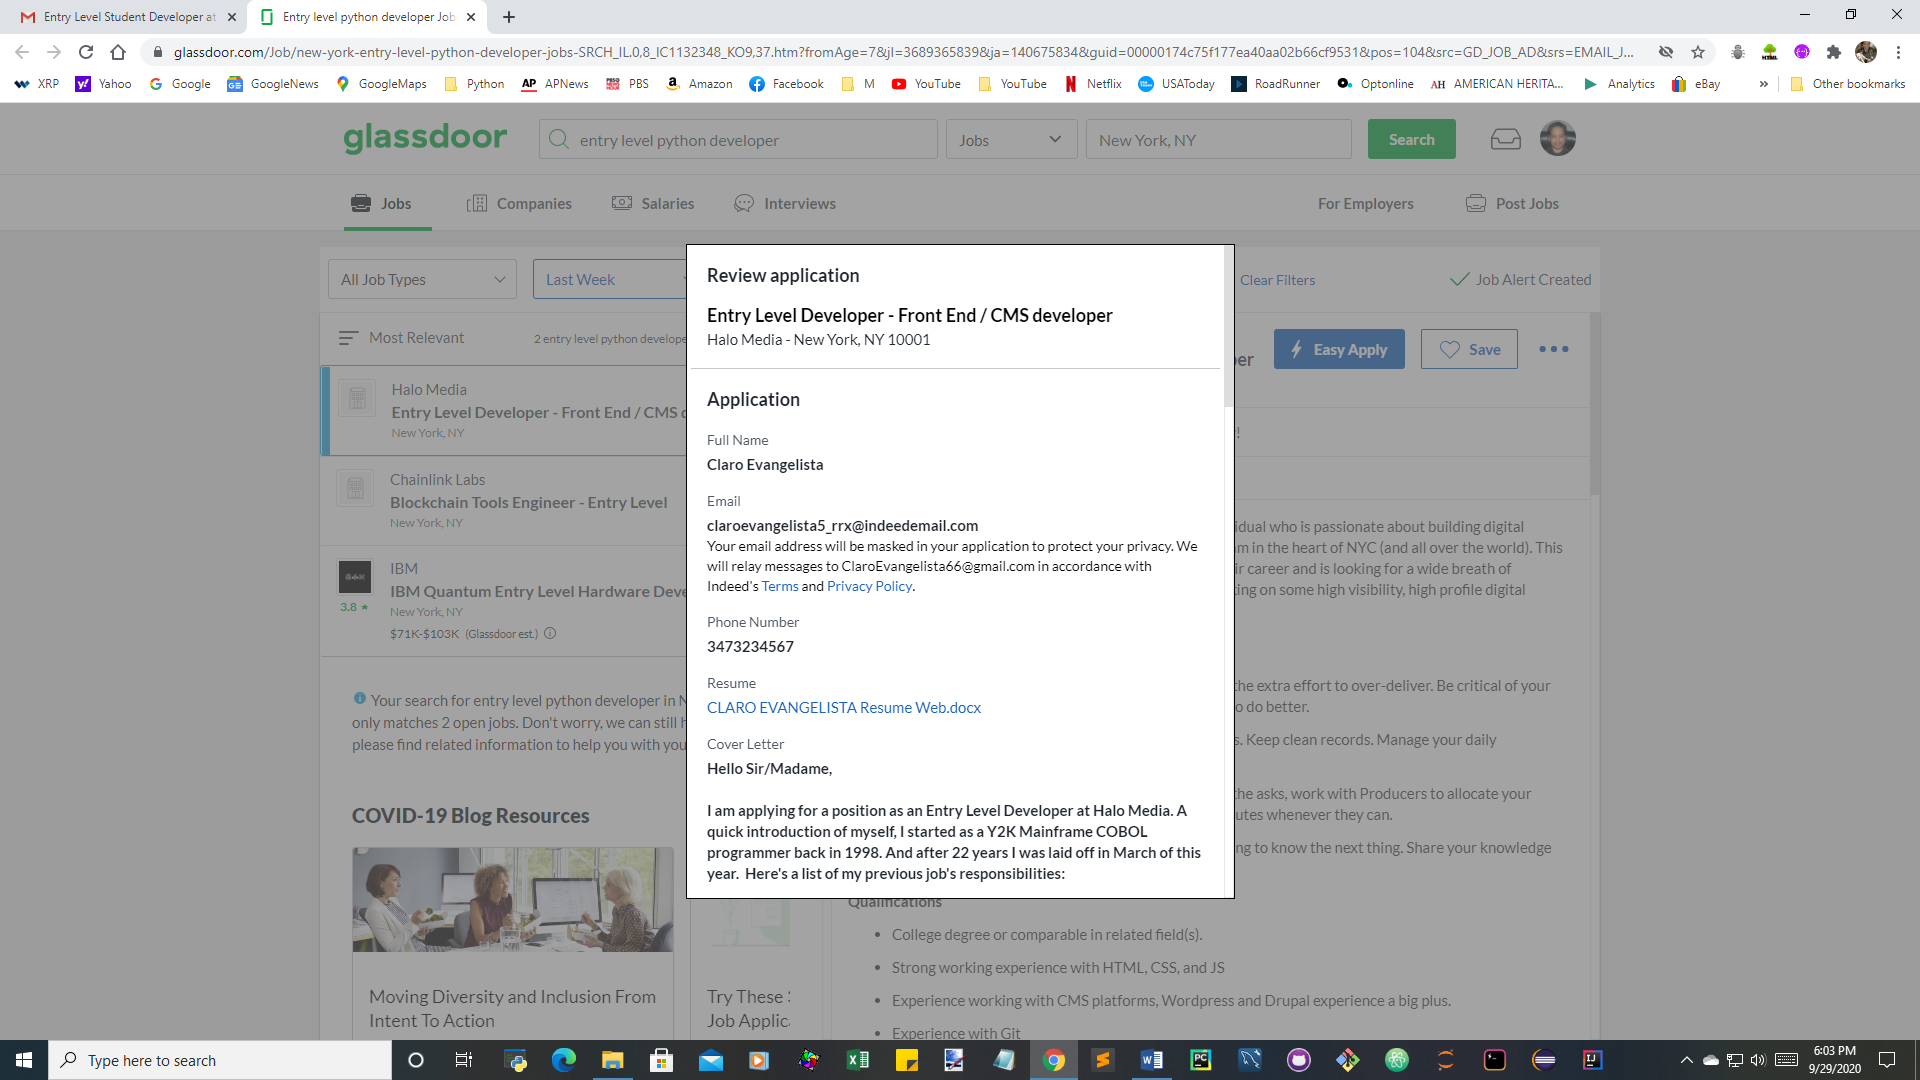 Entry Level Student Developer at
Entry level python developer Job
glassdoor.com/Job/new-york-entry-level-python-developer-jobs-SRCH_IL.0,8_IC1132348_KO9,37.htm?fromAge=7&jl=3689365839&ja=140675834&guid=00000174c75f177ea40aa02b66cf9531&pos=104&src=GD_JOB_AD&srs=EMAIL_J...
XRP Yahoo Google GoogleNews GoogleMaps Python APNews PBS Amazon Facebook M YouTube YouTube Netflix USAToday RoadRunner Optonline AMERICAN HERITA... Analytics eBay » Other bookmarks
glassdoor
entry level python developer
Jobs
New York, NY
Search
Jobs Companies Salaries Interviews For Employers Post Jobs
All Job Types
Last Week
Clear Filters
Job Alert Created
Most Relevant
2 entry level python develope
Halo Media
Entry Level Developer - Front End / CMS d
New York, NY
Chainlink Labs
Blockchain Tools Engineer - Entry Level
New York, NY
IBM
IBM Quantum Entry Level Hardware Deve
3.8 ★
New York, NY
$71K-$103K (Glassdoor est.)
Your search for entry level python developer in N
only matches 2 open jobs. Don't worry, we can still h
please find related information to help you with you
COVID-19 Blog Resources
Moving Diversity and Inclusion From
Intent To Action
Try These
Job Applic
Review application
Entry Level Developer - Front End / CMS developer
Halo Media - New York, NY 10001
Application
Full Name
Claro Evangelista
Email
claroevangelista5_rrx@indeedemail.com
Your email address will be masked in your application to protect your privacy. We
will relay messages to ClaroEvangelista66@gmail.com in accordance with
Indeed's Terms and Privacy Policy.
Phone Number
3473234567
Resume
CLARO EVANGELISTA Resume Web.docx
Cover Letter
Hello Sir/Madame,
I am applying for a position as an Entry Level Developer at Halo Media. A
quick introduction of myself, I started as a Y2K Mainframe COBOL
programmer back in 1998. And after 22 years I was laid off in March of this
year. Here's a list of my previous job's responsibilities:
er
Easy Apply
Save
!
idual who is passionate about building digital
m in the heart of NYC (and all over the world). This
ir career and is looking for a wide breath of
ing on some high visibility, high profile digital
he extra effort to over-deliver. Be critical of your
o do better.
s. Keep clean records. Manage your daily
he asks, work with Producers to allocate your
utes whenever they can.
ng to know the next thing. Share your knowledge
Qualifications
• College degree or comparable in related field(s).
• Strong working experience with HTML, CSS, and JS
• Experience working with CMS platforms, Wordpress and Drupal experience a big plus.
• Experience with Git
Type here to search
6:03 PM
9/29/2020